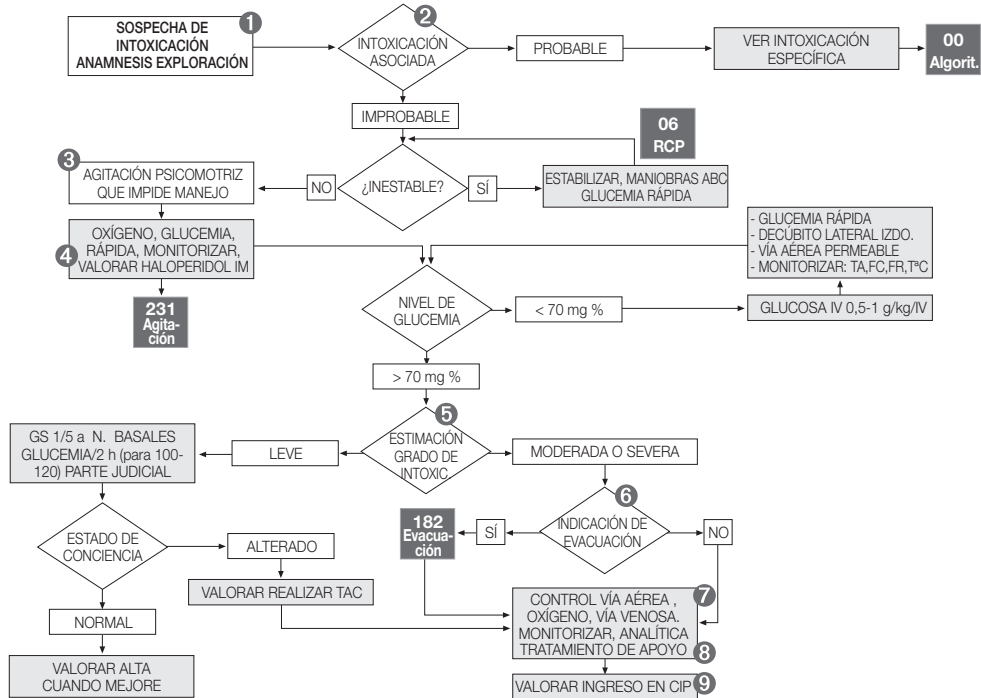 1
SOSPECHA DE
INTOXICACIÓN
ANAMNESIS EXPLORACIÓN
2
INTOXICACIÓN
ASOCIADA
PROBABLE
VER INTOXICACIÓN
ESPECÍFICA
00
Algorit.
IMPROBABLE
06
RCP
3
AGITACIÓN PSICOMOTRIZ
QUE IMPIDE MANEJO
NO
¿INESTABLE?
SÍ
ESTABILIZAR, MANIOBRAS ABC
GLUCEMIA RÁPIDA
4
OXÍGENO, GLUCEMIA,
RÁPIDA, MONITORIZAR,
VALORAR HALOPERIDOL IM
- GLUCEMIA RÁPIDA
- DECÚBITO LATERAL IZDO.
- VÍA AÉREA PERMEABLE
- MONITORIZAR: TA,FC,FR,TªC
231
Agita-
ción
NIVEL DE
GLUCEMIA
< 70 mg %
GLUCOSA IV 0,5-1 g/kg/IV
> 70 mg %
5
ESTIMACIÓN
GRADO DE
INTOXIC.
LEVE
GS 1/5 a N. BASALES
GLUCEMIA/2 h (para 100-
120) PARTE JUDICIAL
MODERADA O SEVERA
6
INDICACIÓN DE
EVACUACIÓN
SÍ
NO
182
Evacua-
ción
ESTADO DE
CONCIENCIA
ALTERADO
VALORAR REALIZAR TAC
NORMAL
VALORAR ALTA
CUANDO MEJORE
7
CONTROL VÍA AÉREA ,
OXÍGENO, VÍA VENOSA.
MONITORIZAR, ANALÍTICA
TRATAMIENTO DE APOYO
8
VALORAR INGRESO EN CIP
9